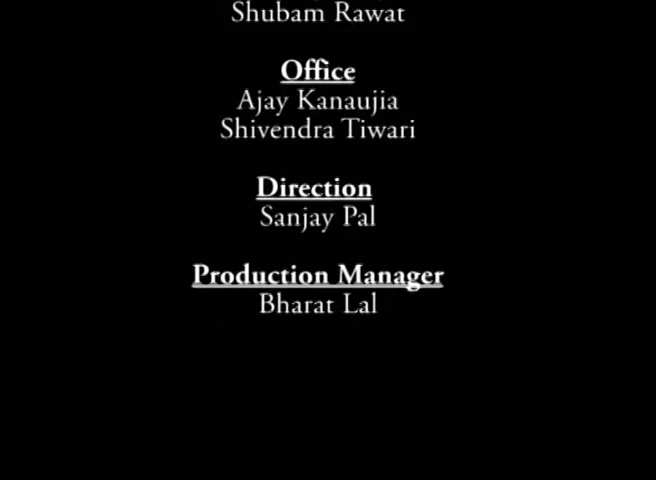 Shubam Rawat
Office
Ajay Kanaujia
Shivendra Tiwari
Direction
Sanjay Pal
Production Manager
Bharat Lal